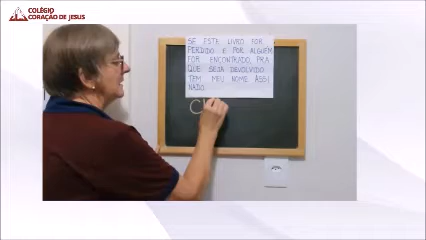 COLÉGIO
CORAÇÃO DE JESUS
SE ESTE LIVRO FOR
PERDIDO E POR ALGUÉM
FOR ENCONTRADO, PRA
QUE SEJA DEVOLVIDO
TEM MEU NOME ASSI
NADO.